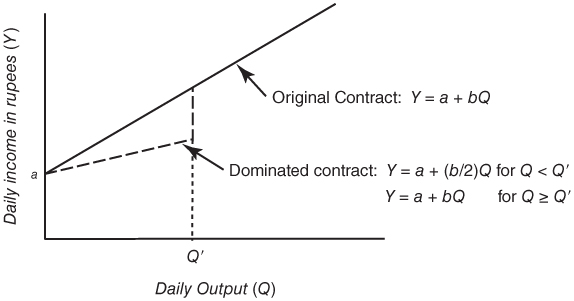 Daily income in rupees (Y)
Original Contract: Y = a + bQ
a
Dominated contract: Y = a + (b/2)Q for Q < Q′
Y = a + bQ for Q ≥ Q′
Q′
Daily Output (Q)